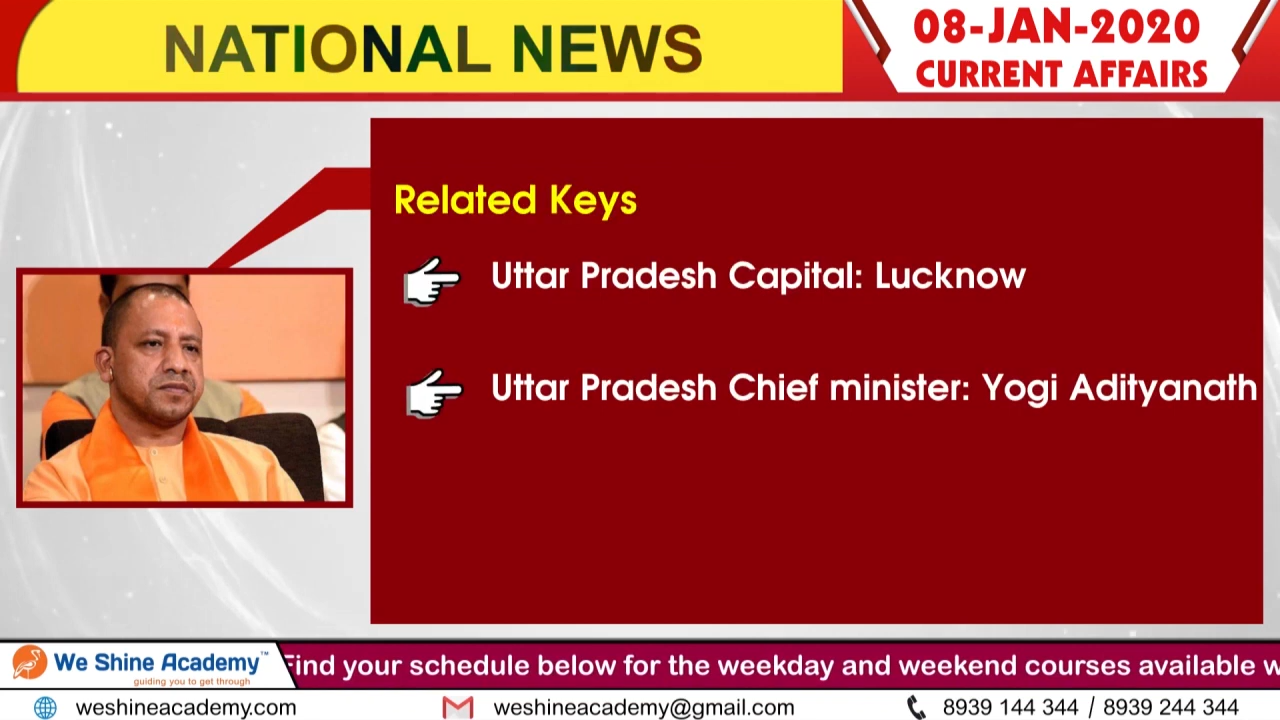 NATIONAL NEWS
08-JAN-2020
CURRENT AFFAIRS
Related Keys
Uttar Pradesh Capital: Lucknow
Uttar Pradesh Chief minister: Yogi Adityanath
We Shine Academy™
guiding you to get through
Find your schedule below for the weekday and weekend courses available w
weshineacademy.com
weshineacademy@gmail.com
8939 144 344 / 8939 244 344